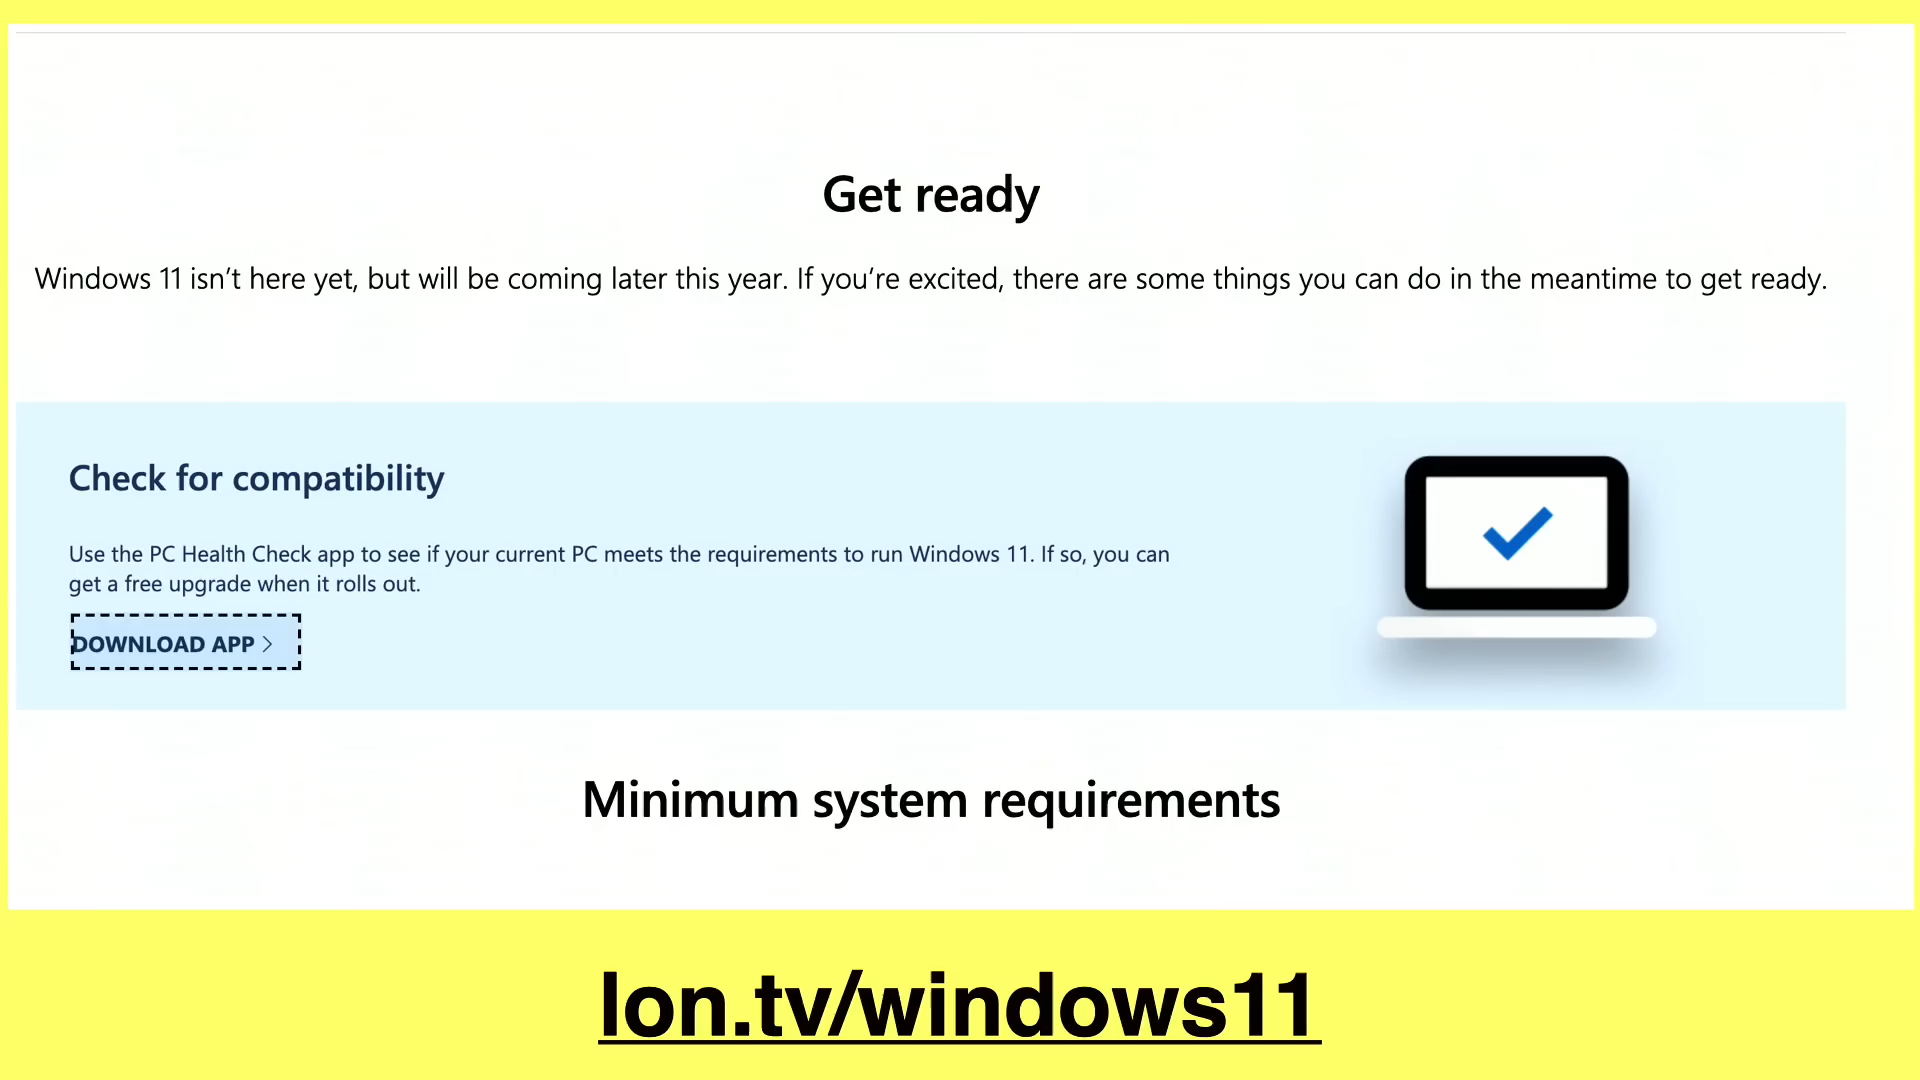 Get ready
Windows 11 isn’t here yet, but will be coming later this year. If you’re excited, there are some things you can do in the meantime to get ready.
Check for compatibility
Use the PC Health Check app to see if your current PC meets the requirements to run Windows 11. If so, you can
get a free upgrade when it rolls out.
DOWNLOAD APP >
Minimum system requirements
lon.tv/windows11